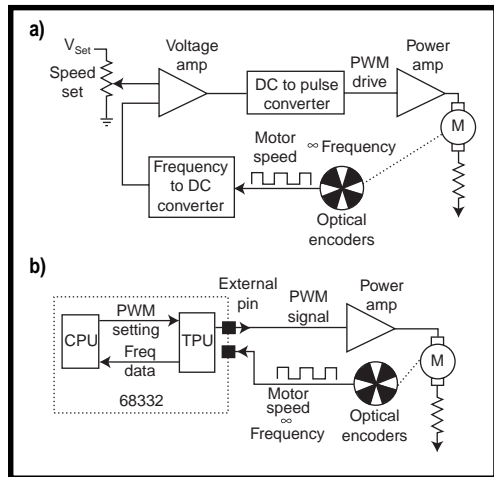 a)
V Set
Speed
set
Voltage
amp
DC to pulse
converter
PWM
drive
Power
amp
M
Motor
speed
∞ Frequency
Frequency
to DC
converter
Optical
encoders
b)
External
pin
PWM
signal
Power
amp
CPU
PWM
setting
Freq
data
TPU
68332
M
Motor
speed
∞
Frequency
Optical
encoders